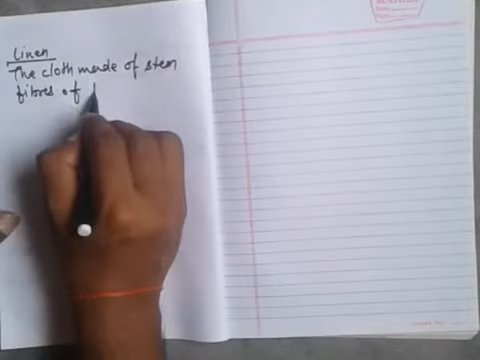 Linen
The cloth made of stem
fibres of